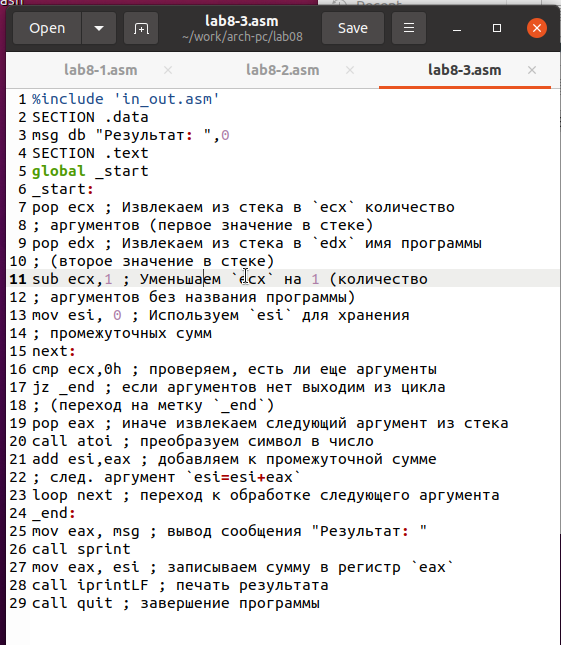 Open
lab8-3.asm
~/work/arch-pc/lab08
Save
lab8-1.asm
lab8-2.asm
lab8-3.asm
1 %include 'in_out.asm'
2 SECTION .data
3 msg db "Результат: ",0
4 SECTION .text
5 global _start
6 _start:
7 pop ecx ; Извлекаем из стека в `ecx` количество
8 ; аргументов (первое значение в стеке)
9 pop edx ; Извлекаем из стека в `edx` имя программы
10 ; (второе значение в стеке)
11 sub ecx,1 ; Уменьшаем `ecx` на 1 (количество
12 ; аргументов без названия программы)
13 mov esi, 0 ; Используем `esi` для хранения
14 ; промежуточных сумм
15 next:
16 cmp ecx,0h ; проверяем, есть ли еще аргументы
17 jz _end ; если аргументов нет выходим из цикла
18 ; (переход на метку `_end`)
19 pop eax ; иначе извлекаем следующий аргумент из стека
20 call atoi ; преобразуем символ в число
21 add esi,eax ; добавляем к промежуточной сумме
22 ; след. аргумент `esi=esi+eax`
23 loop next ; переход к обработке следующего аргумента
24 _end:
25 mov eax, msg ; вывод сообщения "Результат: "
26 call sprint
27 mov eax, esi ; записываем сумму в регистр `eax`
28 call iprintLF ; печать результата
29 call quit ; завершение программы